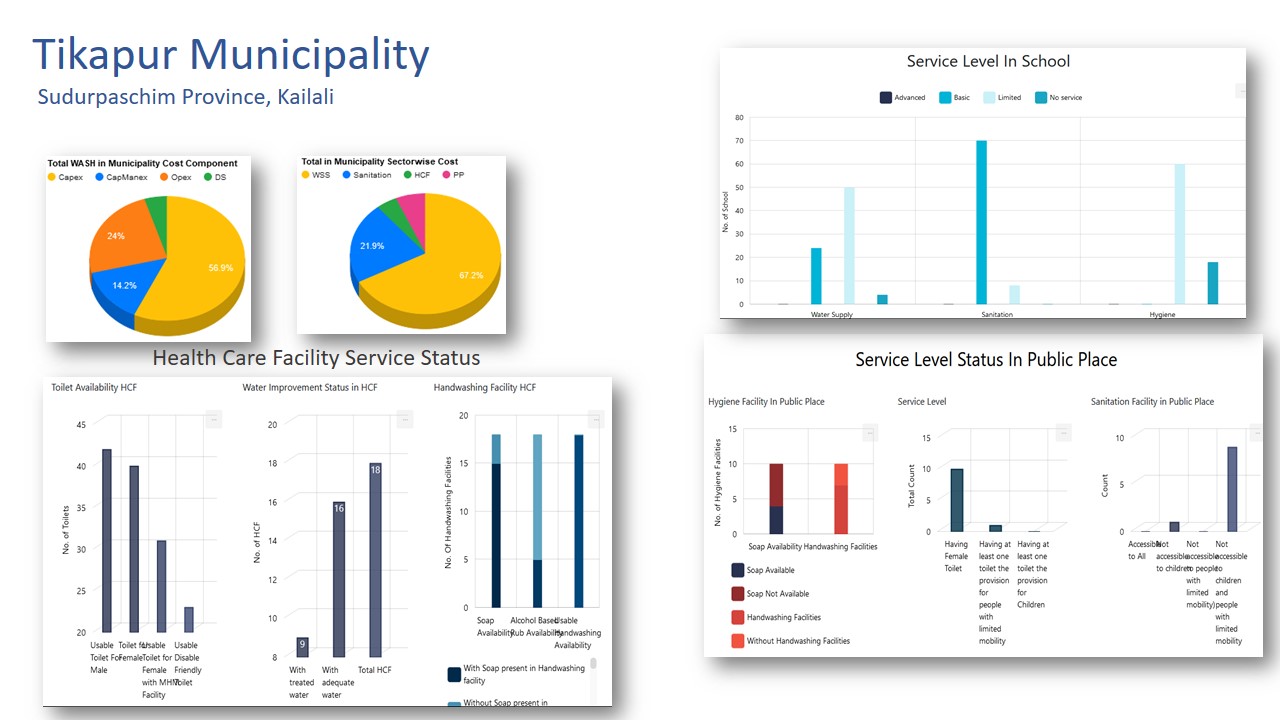 Tikapur Municipality
Sudurpaschim Province, Kailali
Total WASH in Municipality Cost Component
Capex CapManex Opex DS
24%
56.9%
14.2%
Total in Municipality Sectorwise Cost
WSS Sanitation HCF PP
21.9%
67.2%
Health Care Facility Service Status
Toilet Availability HCF
No. of Toilets
45
40
35
30
25
20
Usable
Toilet For
Male
Toilet for
Female
Usable
Toilet for
Female
with MHM
Facility
Usable
Disable
Friendly
Toilet
Water Improvement Status in HCF
No. of HCF
20
18
16
14
12
10
8
9
16
18
With
treated
water
With
adequate
water
Total HCF
Handwashing Facility HCF
No. Of Handwashing Facilities
20
15
10
5
0
Soap
Availability
Alcohol Based
Rub Availability
Usable
Handwashing
Availability
With Soap present in Handwashing
facility
Without Soap present in
Service Level In School
Advanced Basic Limited No service
No. of School
80
70
60
50
40
30
20
10
0
Water Supply Sanitation Hygiene
Service Level Status In Public Place
Hygiene Facility In Public Place
No. of Hygiene Facilities
15
10
5
0
Soap Availability Handwashing Facilities
Soap Available
Soap Not Available
Handwashing Facilities
Without Handwashing Facilities
Service Level
Total Count
15
10
5
0
Having
Female
Toilet
Having at
least one
toilet the
provision
for
people
with
limited
mobility
Having at
least one
toilet the
provision
for
Children
Sanitation Facility in Public Place
Count
10
5
0
Accessible
to All
Not
accessible
to children
Not
accessible
to people
with
limited
mobility)
Not
accessible
to
children
and
people
with
limited
mobility